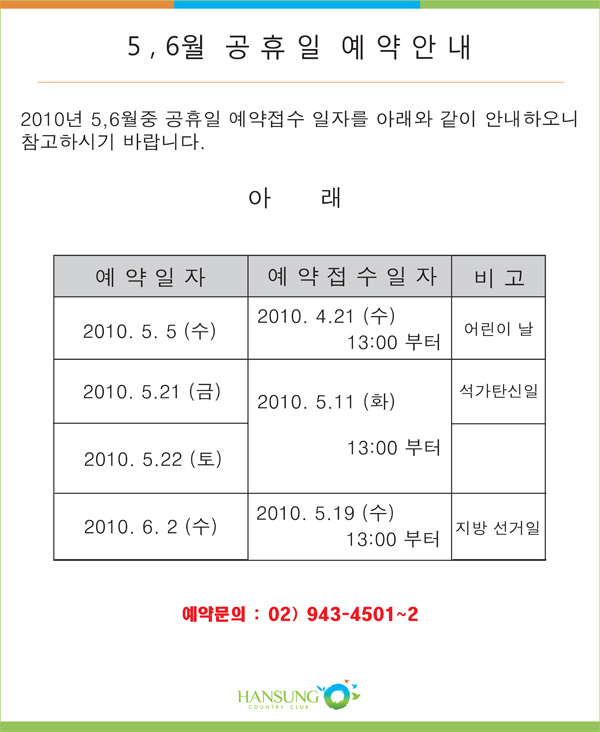 5 , 6월 공 휴 일 예 약 안 내
2010년 5,6월중 공휴일 예약접수 일자를 아래와 같이 안내하오니
참고하시기 바랍니다.
아 래
예 약 일 자 예 약 접 수 일 자 비 고
2010. 5. 5 (수) 2010. 4.21 (수) 13:00 부터 어린이 날
2010. 5.21 (금) 2010. 5.11 (화) 13:00 부터 석가탄신일
2010. 5.22 (토)
2010. 6. 2 (수) 2010. 5.19 (수) 13:00 부터 지방 선거일
예약문의 : 02) 943-4501~2
HANSUNG
COUNTRY CLUB